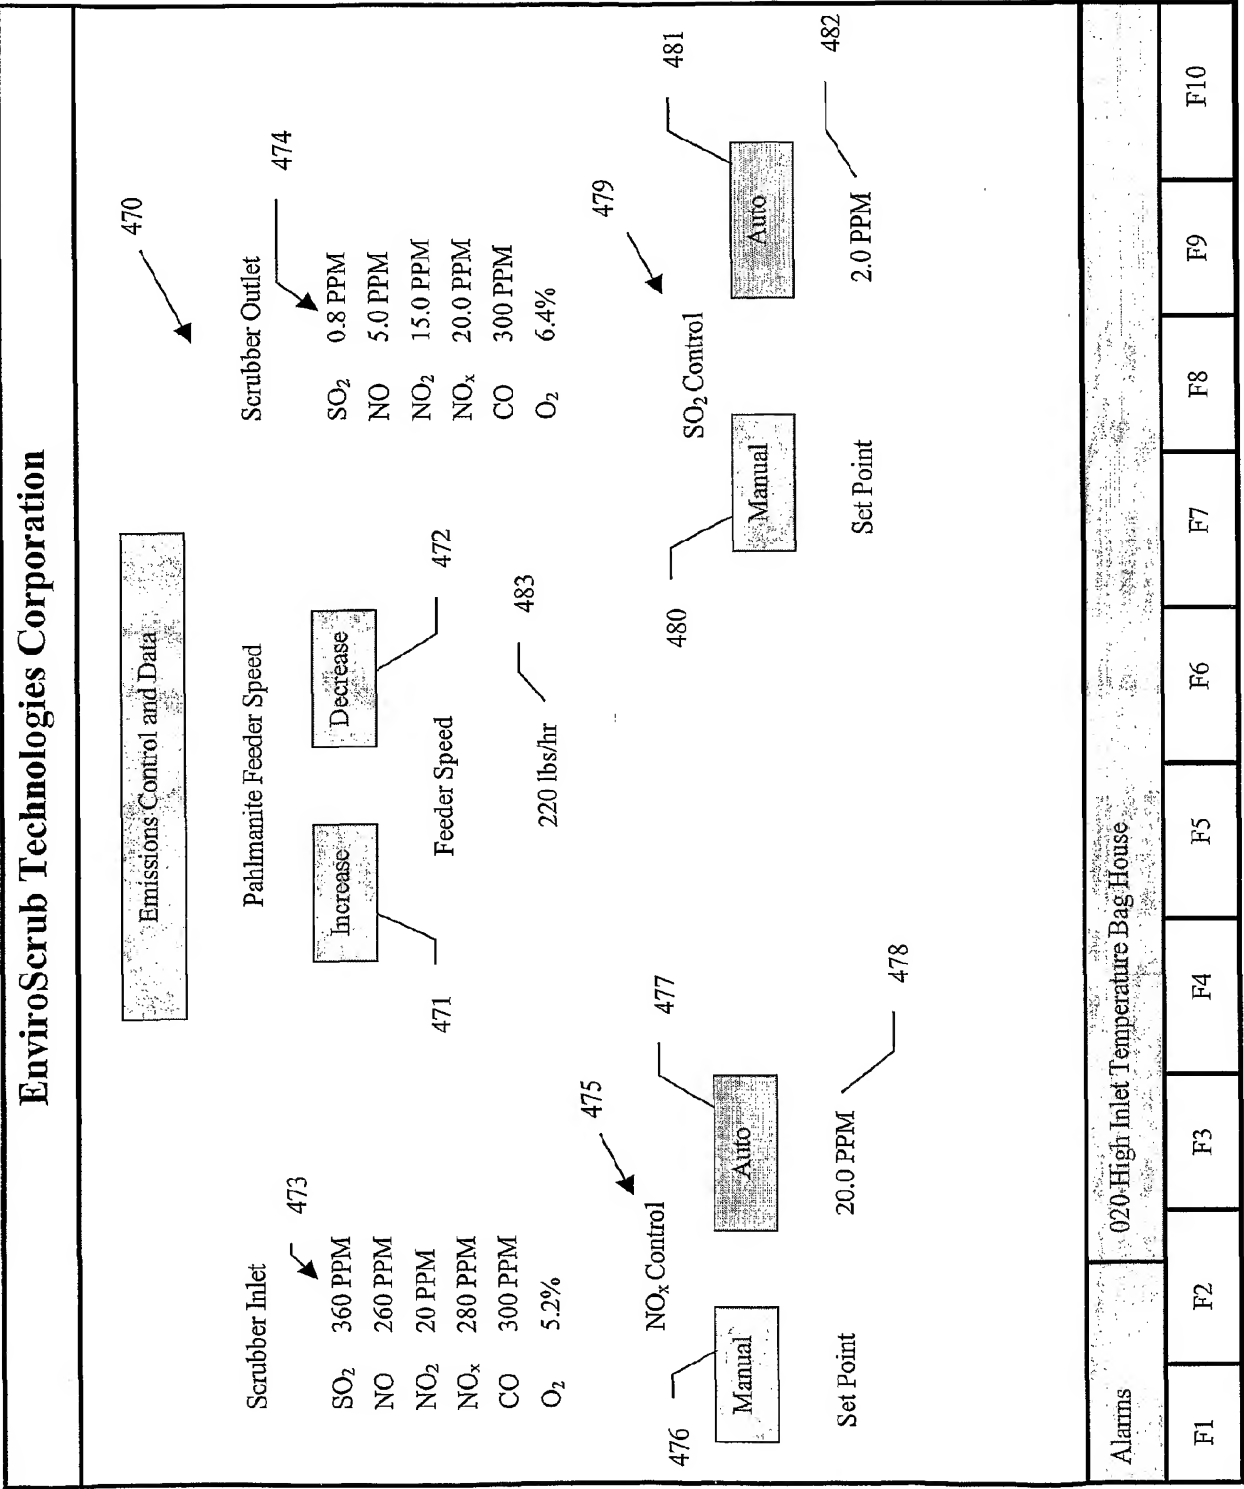 EnviroScrub Technologies Corporation
Emissions Control and Data
470
Scrubber Inlet
473
SO₂ 360 PPM
NO 260 PPM
NO₂ 20 PPM
NOₓ 280 PPM
CO 300 PPM
O₂ 5.2%
Pahlmanite Feeder Speed
Increase
Decrease
471
Feeder Speed
472
220 lbs/hr
483
Scrubber Outlet
474
SO₂ 0.8 PPM
NO 5.0 PPM
NO₂ 15.0 PPM
NOₓ 20.0 PPM
CO 300 PPM
O₂ 6.4%
475
NOₓ Control
476
477
Manual
Auto
Set Point
20.0 PPM
478
479
SO₂ Control
480
481
Manual
Auto
Set Point
2.0 PPM
482
Alarms
020-High Inlet Temperature Bag House
F1 F2 F3 F4 F5 F6 F7 F8 F9 F10